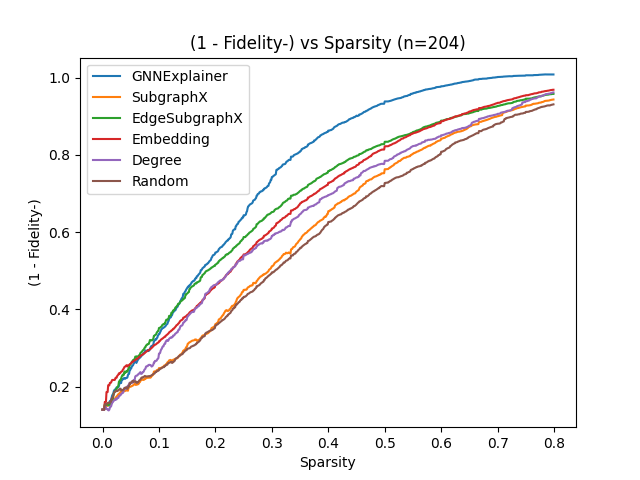 (1 - Fidelity-) vs Sparsity (n=204)
GNNExplainer
SubgraphX
EdgeSubgraphX
Embedding
Degree
Random
(1 - Fidelity-)
1.0
0.8
0.6
0.4
0.2
0.0 0.1 0.2 0.3 0.4 0.5 0.6 0.7 0.8
Sparsity